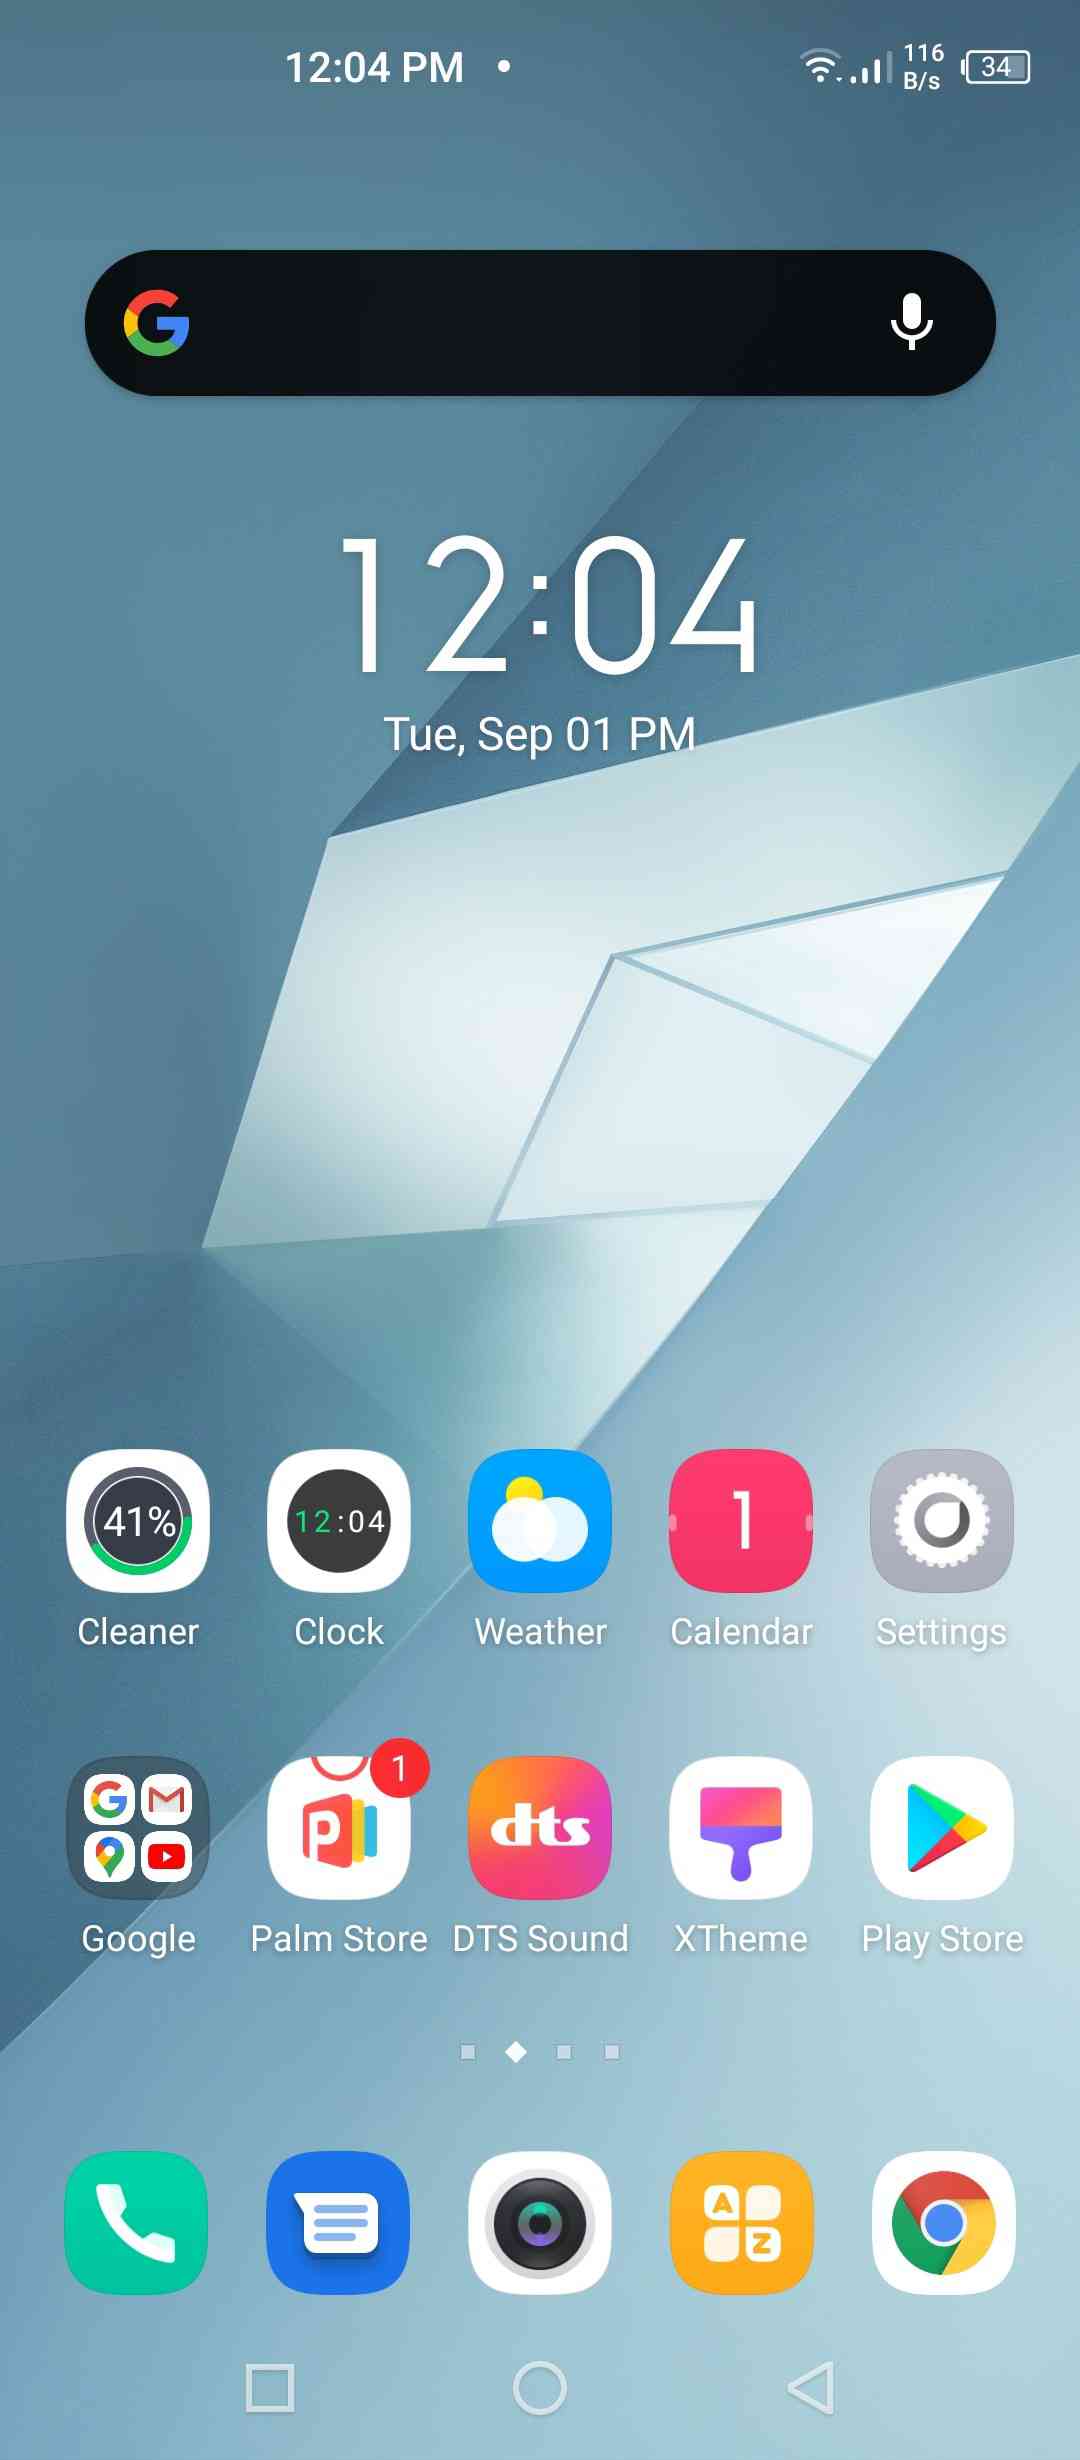 12:04 PM
116
B/s
34
12:04
Tue, Sep 01 PM
41%
12:04
1
Cleaner
Clock
Weather
Calendar
Settings
1
p
dts
Google
Palm Store
DTS Sound
XTheme
Play Store
A
Z